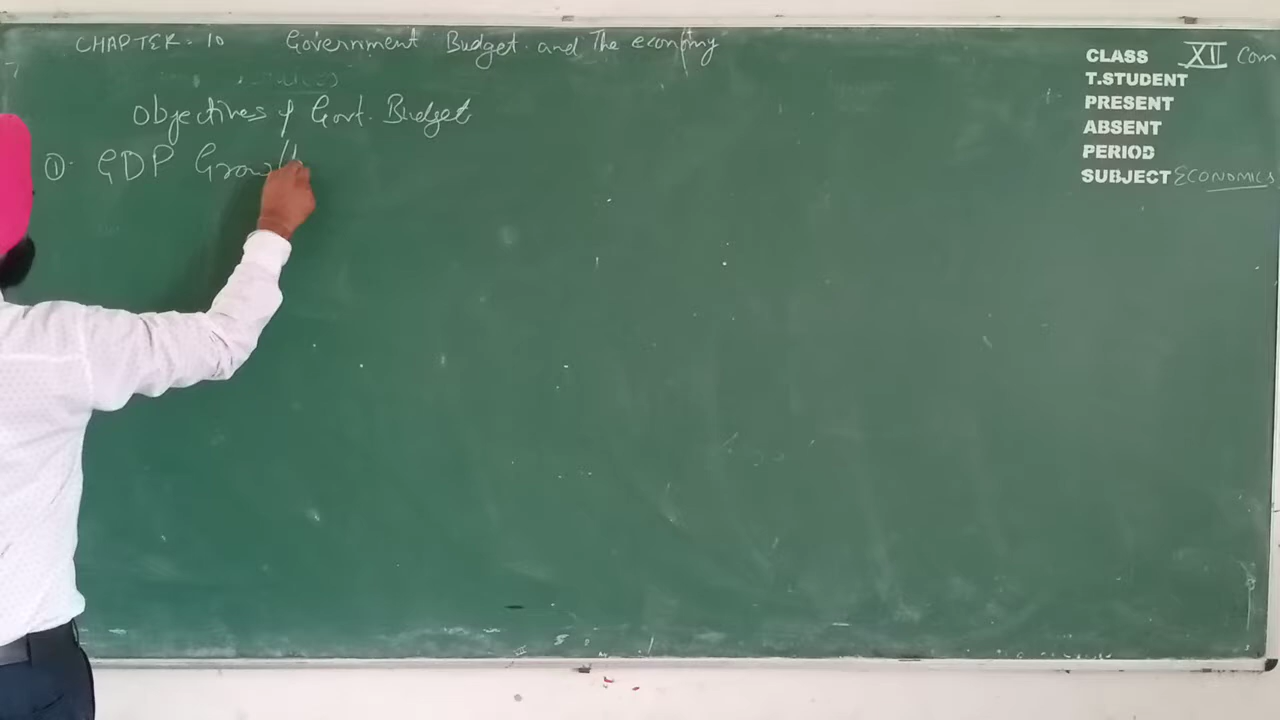 CHAPTER. 10 Government Budget and The economy
Objectives of Govt. Budget
①. GDP Growth
CLASS XII Com
T.STUDENT
PRESENT
ABSENT
PERIOD
SUBJECT ECONOMICS